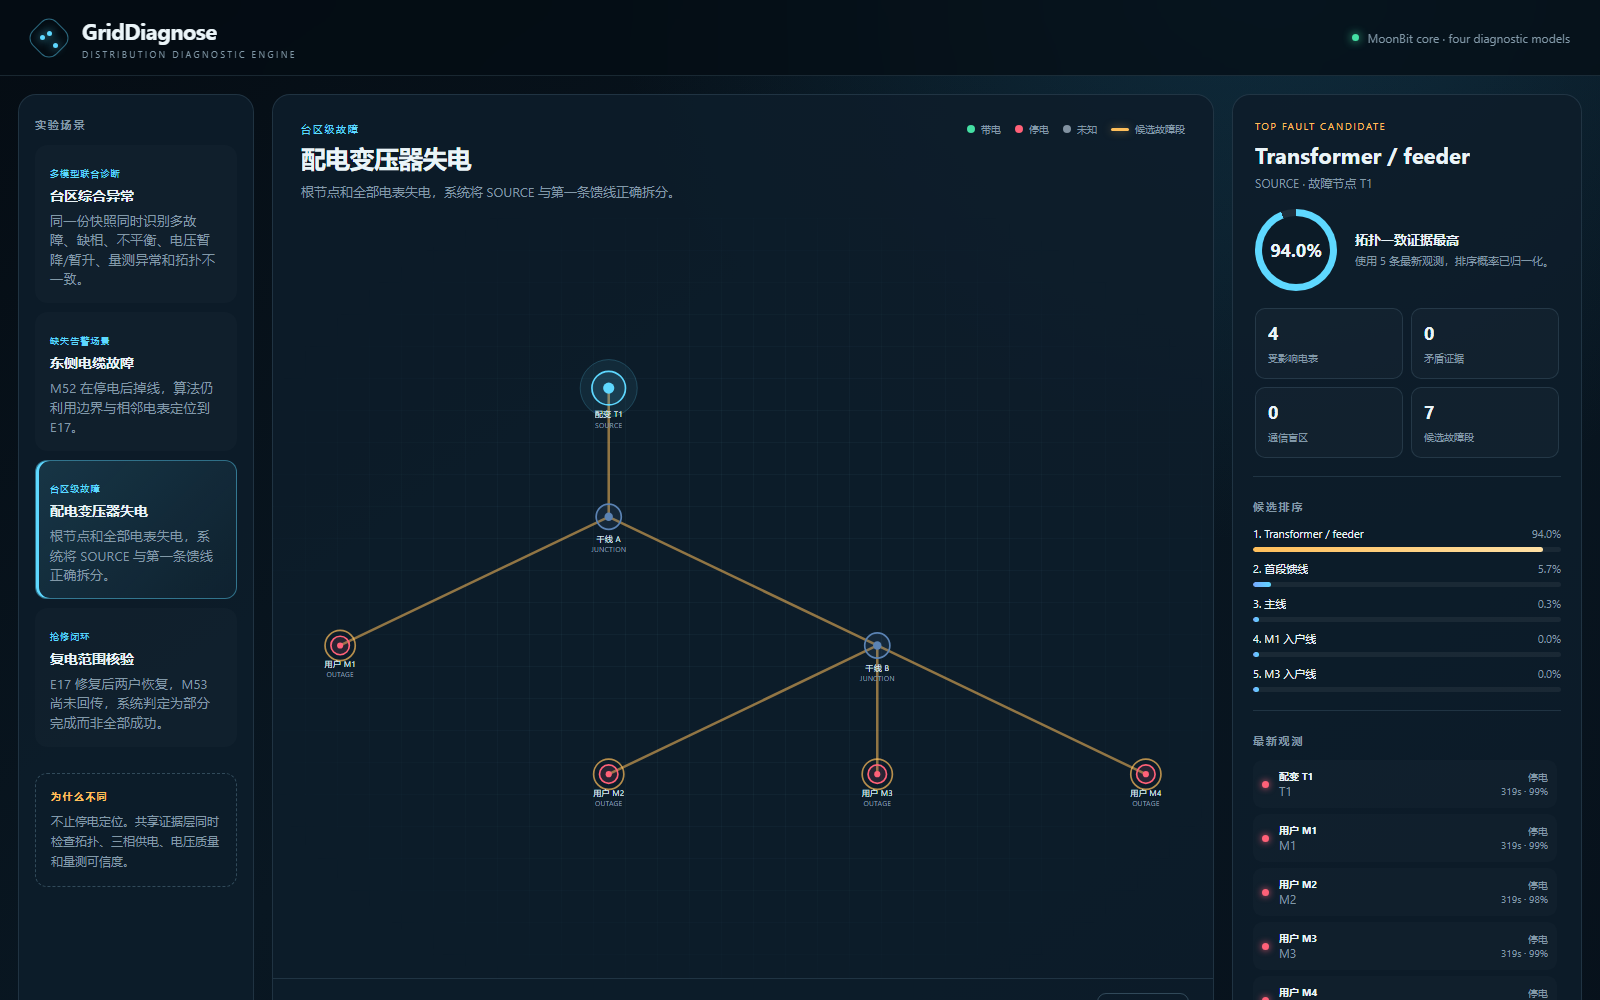 GridDiagnose
DISTRIBUTION DIAGNOSTIC ENGINE
MoonBit core · four diagnostic models
实验场景
多模型联合诊断
台区综合异常
同一份快照同时识别多故
障、缺相、不平衡、电压暂
降/暂升、量测异常和拓扑不
一致。
缺失告警场景
东侧电缆故障
M52 在停电后掉线，算法仍
利用边界与相邻电表定位到
E17。
台区级故障
配电变压器失电
根节点和全部电表失电，系
统将 SOURCE 与第一条馈线
正确拆分。
抢修闭环
复电范围核验
E17 修复后两户恢复，M53
尚未回传，系统判定为部分
完成而非全部成功。
为什么不同
不止停电定位。共享证据层同时
检查拓扑、三相供电、电压质量
和量测可信度。
台区级故障
带电
停电
未知
候选故障段
配电变压器失电
根节点和全部电表失电，系统将 SOURCE 与第一条馈线正确拆分。
配变 T1
SOURCE
干线 A
JUNCTION
用户 M1
OUTAGE
干线 B
JUNCTION
用户 M2
OUTAGE
用户 M3
OUTAGE
用户 M4
OUTAGE
TOP FAULT CANDIDATE
Transformer / feeder
SOURCE · 故障节点 T1
94.0%
拓扑一致证据最高
使用 5 条最新观测，排序概率已归一化。
4
受影响电表
0
矛盾证据
0
通信盲区
7
候选故障段
候选排序
1. Transformer / feeder 94.0%
2. 首段馈线 5.7%
3. 主线 0.3%
4. M1 入户线 0.0%
5. M3 入户线 0.0%
最新观测
配变 T1 停电
T1 319s · 99%
用户 M1 停电
M1 319s · 99%
用户 M2 停电
M2 319s · 98%
用户 M3 停电
M3 319s · 99%
用户 M4 停电